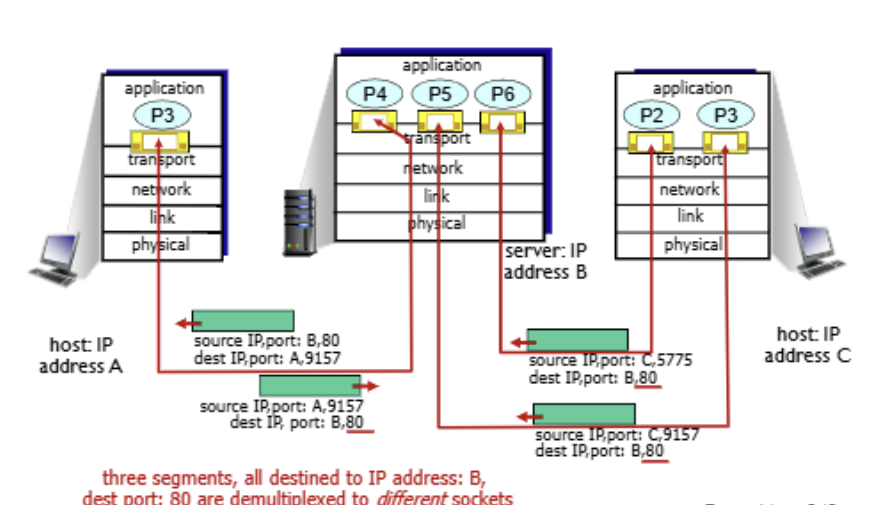 application
P3
transport
network
link
physical
host: IP
address A
application
P4 P5 P6
transport
network
link
physical
server: IP
address B
application
P2 P3
transport
network
link
physical
host: IP
address C
source IP,port: B,80
dest IP,port: A,9157
source IP,port: A,9157
dest IP, port: B,80
source IP,port: C,5775
dest IP,port: B,80
source IP,port: C,9157
dest IP,port: B,80
three segments, all destined to IP address: B,
dest port: 80 are demultiplexed to different sockets